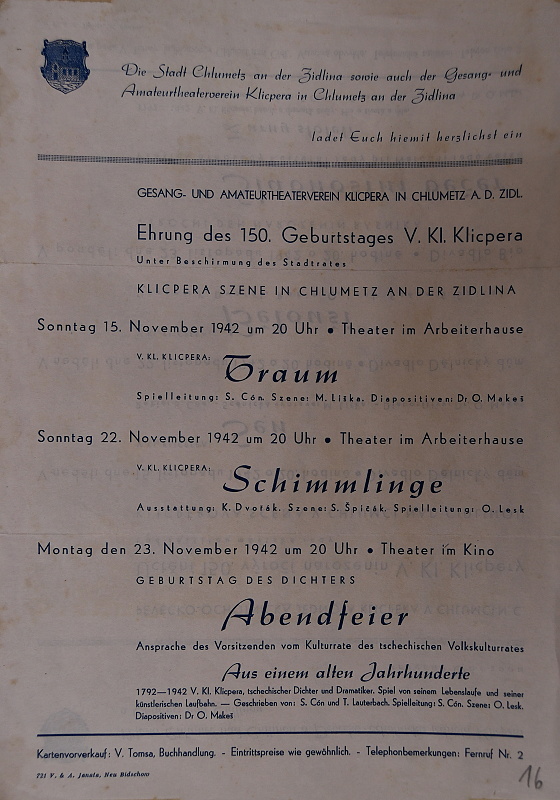 Die Stadt Chlumetz an der Zidlina sowie auch der Gesang- und
Amateurtheaterverein Klicpera in Chlumetz an der Zidlina
ladet Euch hiemit herzlichst ein
GESANG- UND AMATEURTHEATERVEREIN KLICPERA IN CHLUMETZ A. D. ZIDL.
Ehrung des 150. Geburtstages V. Kl. Klicpera
Unter Beschirmung des Stadtrates
KLICPERA SZENE IN CHLUMETZ AN DER ZIDLINA
Sonntag 15. November 1942 um 20 Uhr • Theater im Arbeiterhause
V. KL. KLICPERA:
Traum
Spielleitung: S. Cón. Szene: M. Liška. Diapositiven: Dr O. Makeš
Sonntag 22. November 1942 um 20 Uhr • Theater im Arbeiterhause
V. KL. KLICPERA:
Schimmlinge
Ausstattung: K. Dvořák. Szene: S. Špičák. Spielleitung: O. Lesk
Montag den 23. November 1942 um 20 Uhr • Theater im Kino
GEBURTSTAG DES DICHTERS
Abendfeier
Ansprache des Vorsitzenden vom Kulturrate des tschechischen Volkskulturrates
Aus einem alten Jahrhunderte
1792—1942 V. Kl. Klicpera, tschechischer Dichter und Dramatiker. Spiel von seinem Lebenslaufe und seiner
künstlerischen Laufbahn. — Geschrieben von: S. Cón und T. Lauterbach. Spielleitung: S. Cón. Szene: O. Lesk.
Diapositiven: Dr O. Makeš
Kartenvorverkauf: V. Tomsa, Buchhandlung. - Eintrittspreise wie gewöhnlich. - Telephonbemerkungen: Fernruf Nr. 2
721 V. & A. Janata, Neu Bidschow
16